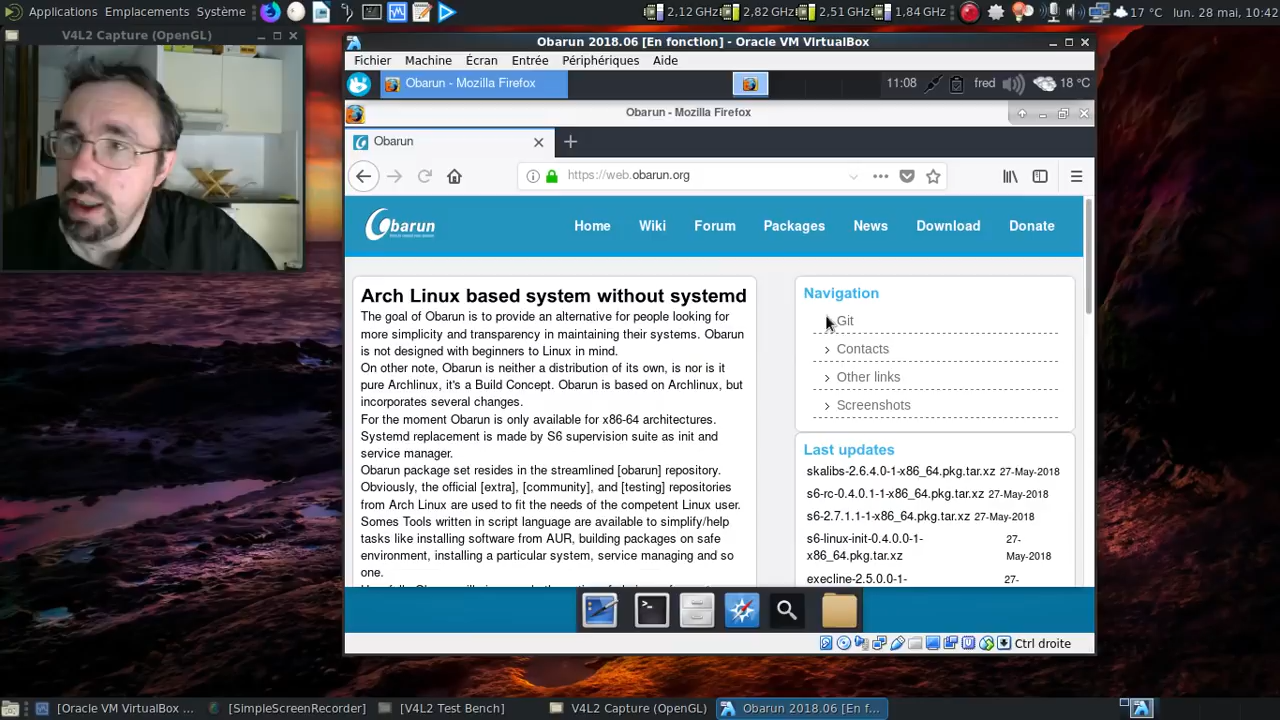 Applications Emplacements Système 2,12 GHz 2,82 GHz 2,51 GHz 1,84 GHz 17 °C lun. 28 mai, 10:42
V4L2 Capture (OpenGL)
Obarun 2018.06 [En fonction] - Oracle VM VirtualBox
Fichier Machine Écran Entrée Périphériques Aide
Obarun - Mozilla Firefox 11:08 fred 18 °C
Obarun - Mozilla Firefox
Obarun
https://web.obarun.org
Obarun Home Wiki Forum Packages News Download Donate
Arch Linux based system without systemd
The goal of Obarun is to provide an alternative for people looking for
more simplicity and transparency in maintaining their systems. Obarun
is not designed with beginners to Linux in mind.
On other note, Obarun is neither a distribution of its own, is nor is it
pure Archlinux, it's a Build Concept. Obarun is based on Archlinux, but
incorporates several changes.
For the moment Obarun is only available for x86-64 architectures.
Systemd replacement is made by S6 supervision suite as init and
service manager.
Obarun package set resides in the streamlined [obarun] repository.
Obviously, the official [extra], [community], and [testing] repositories
from Arch Linux are used to fit the needs of the competent Linux user.
Somes Tools written in script language are available to simplify/help
tasks like installing software from AUR, building packages on safe
environment, installing a particular system, service managing and so
one.
Navigation
Git
Contacts
Other links
Screenshots
Last updates
skalibs-2.6.4.0-1-x86_64.pkg.tar.xz 27-May-2018
s6-rc-0.4.0.1-1-x86_64.pkg.tar.xz 27-May-2018
s6-2.7.1.1-1-x86_64.pkg.tar.xz 27-May-2018
s6-linux-init-0.4.0.0-1- 27-
x86_64.pkg.tar.xz May-2018
execline-2.5.0.0-1- 27-
Ctrl droite
[Oracle VM VirtualBox ... [SimpleScreenRecorder] [V4L2 Test Bench] V4L2 Capture (OpenGL) Obarun 2018.06 [En f...